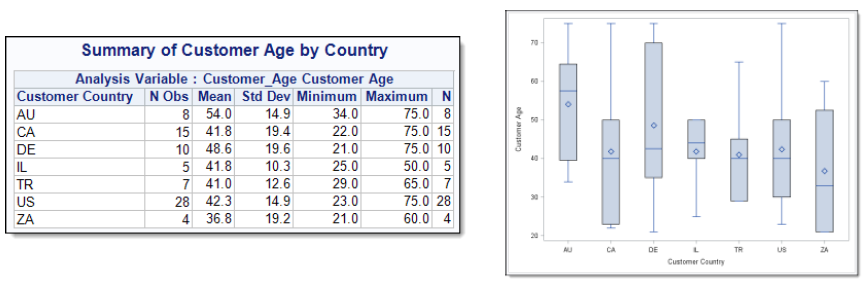 Summary of Customer Age by Country
Analysis Variable : Customer_Age Customer Age
Customer Country N Obs Mean Std Dev Minimum Maximum N
AU 8 54.0 14.9 34.0 75.0 8
CA 15 41.8 19.4 22.0 75.0 15
DE 10 48.6 19.6 21.0 75.0 10
IL 5 41.8 10.3 25.0 50.0 5
TR 7 41.0 12.6 29.0 65.0 7
US 28 42.3 14.9 23.0 75.0 28
ZA 4 36.8 19.2 21.0 60.0 4
Customer Age
70
60
50
40
30
20
AU CA DE IL TR US ZA
Customer Country